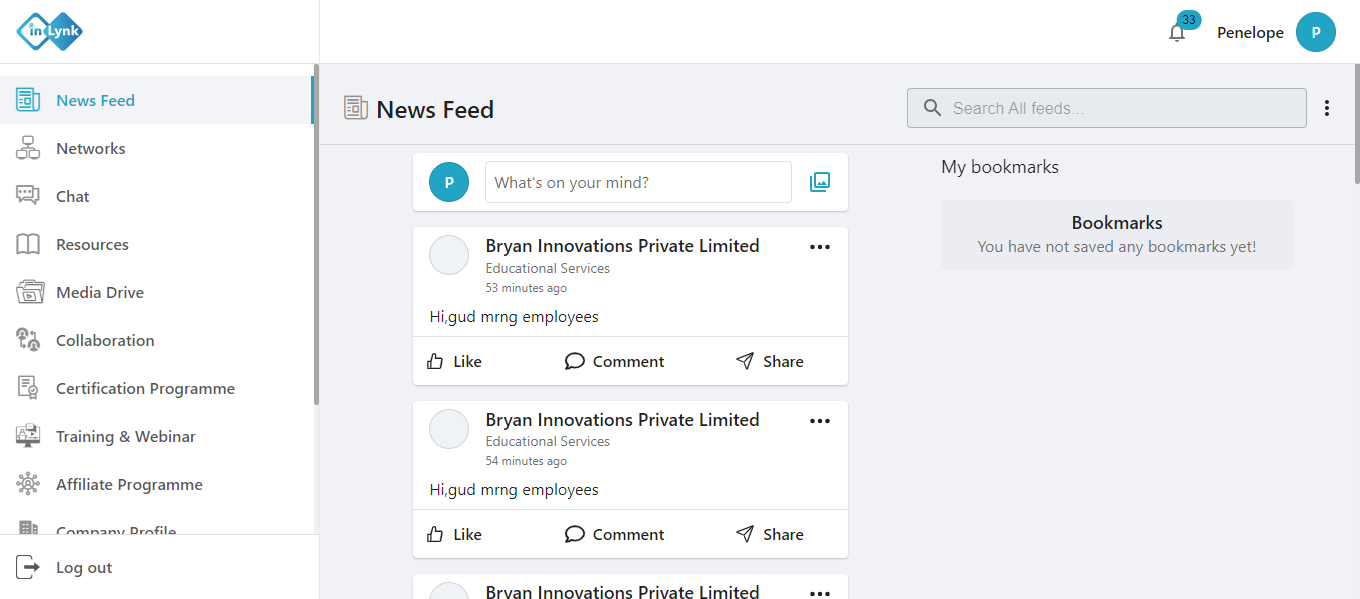 in Lynk
33
Penelope
P
News Feed
Networks
Chat
Resources
Media Drive
Collaboration
Certification Programme
Training & Webinar
Affiliate Programme
Company Profile
Log out
News Feed
Search All feeds...
P
What's on your mind?
Bryan Innovations Private Limited
Educational Services
53 minutes ago
Hi,gud mrng employees
Like
Comment
Share
Bryan Innovations Private Limited
Educational Services
54 minutes ago
Hi,gud mrng employees
Like
Comment
Share
Bryan Innovations Private Limited
My bookmarks
Bookmarks
You have not saved any bookmarks yet!